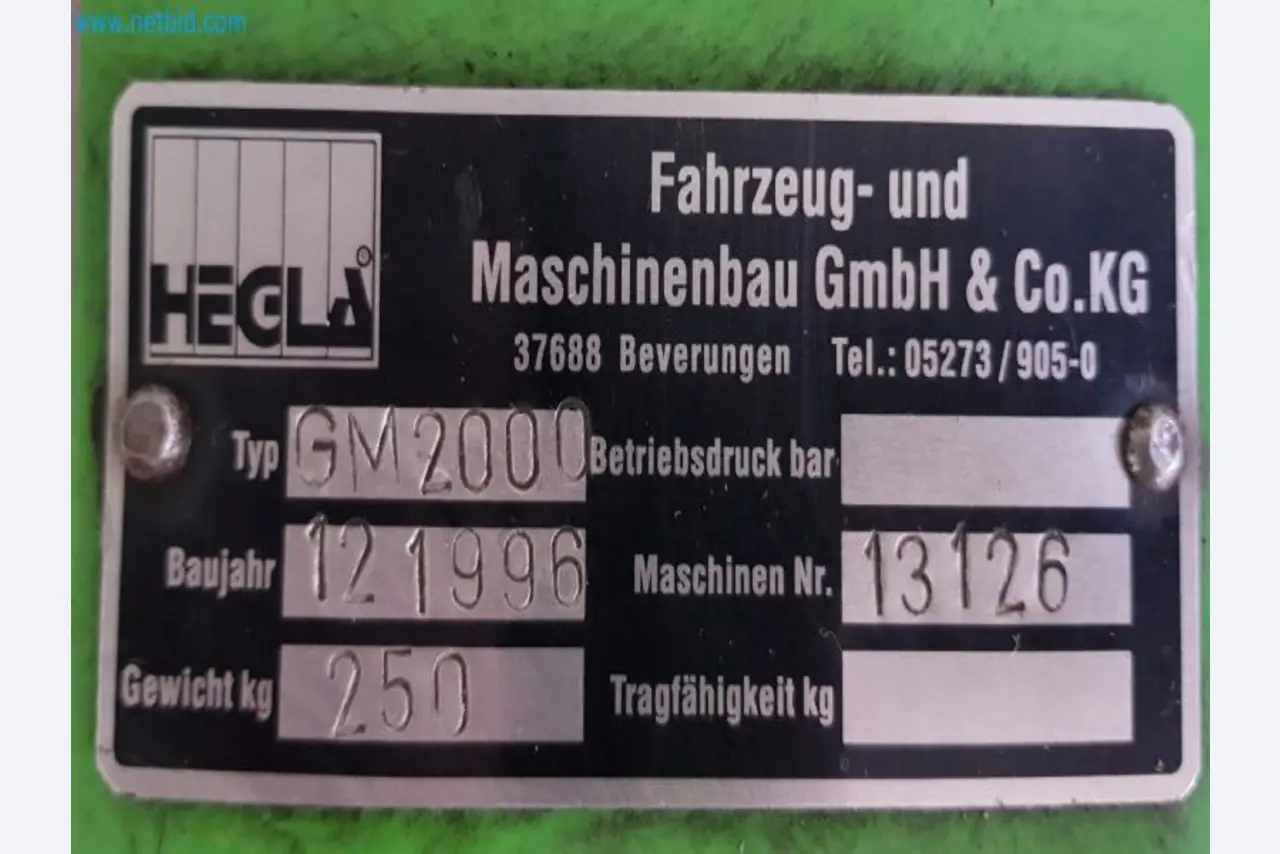 www.netbid.com
HEGLA
Fahrzeug- und
Maschinenbau GmbH & Co.KG
37688 Beverungen Tel.: 05273/905-0
Typ GM2000 Betriebsdruck bar
Baujahr 12 1996 Maschinen Nr. 13126
Gewicht kg 250 Tragfähigkeit kg